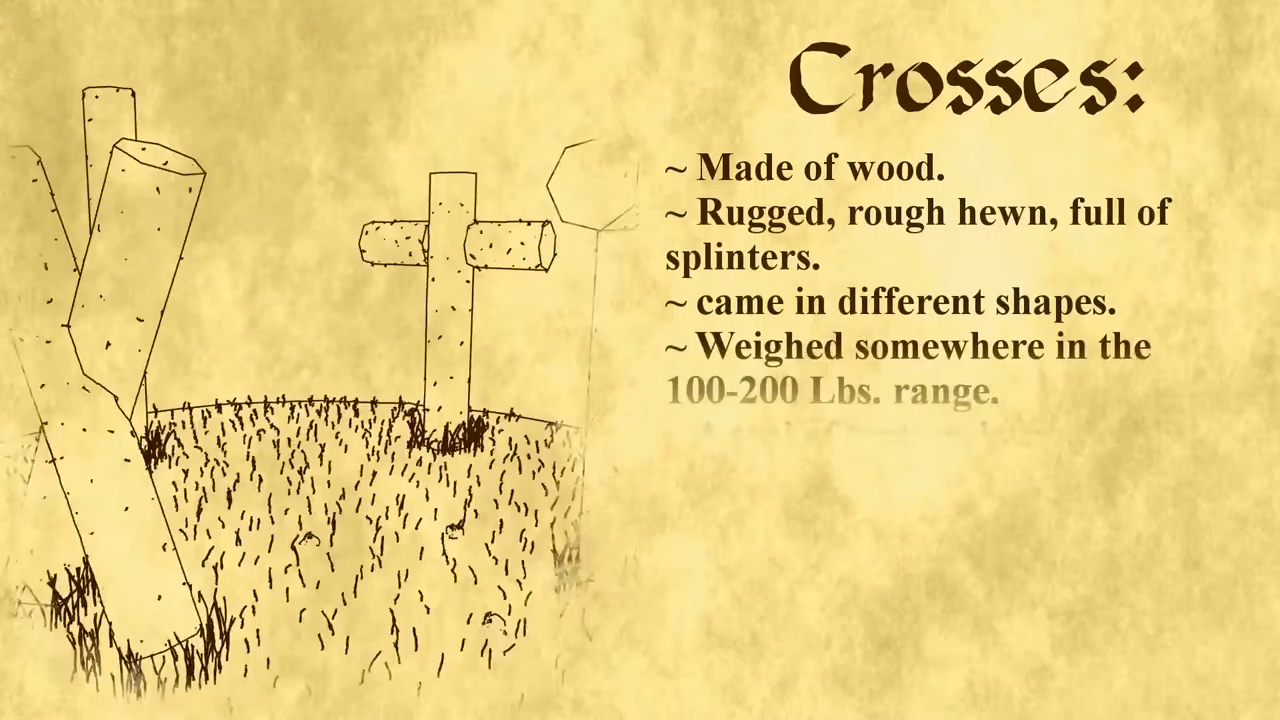 Crosses:
~ Made of wood.
~ Rugged, rough hewn, full of
splinters.
~ came in different shapes.
~ Weighed somewhere in the
100-200 Lbs. range.